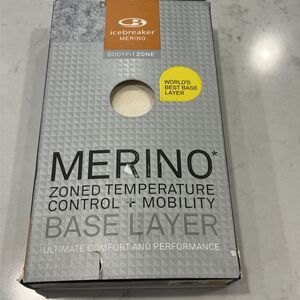 icebreaker
MERINO
BODYFITZONE
WORLD'S
BEST BASE
LAYER
MERINO*
ZONED TEMPERATURE
CONTROL + MOBILITY
BASE LAYER
ULTIMATE COMFORT AND PERFORMANCE